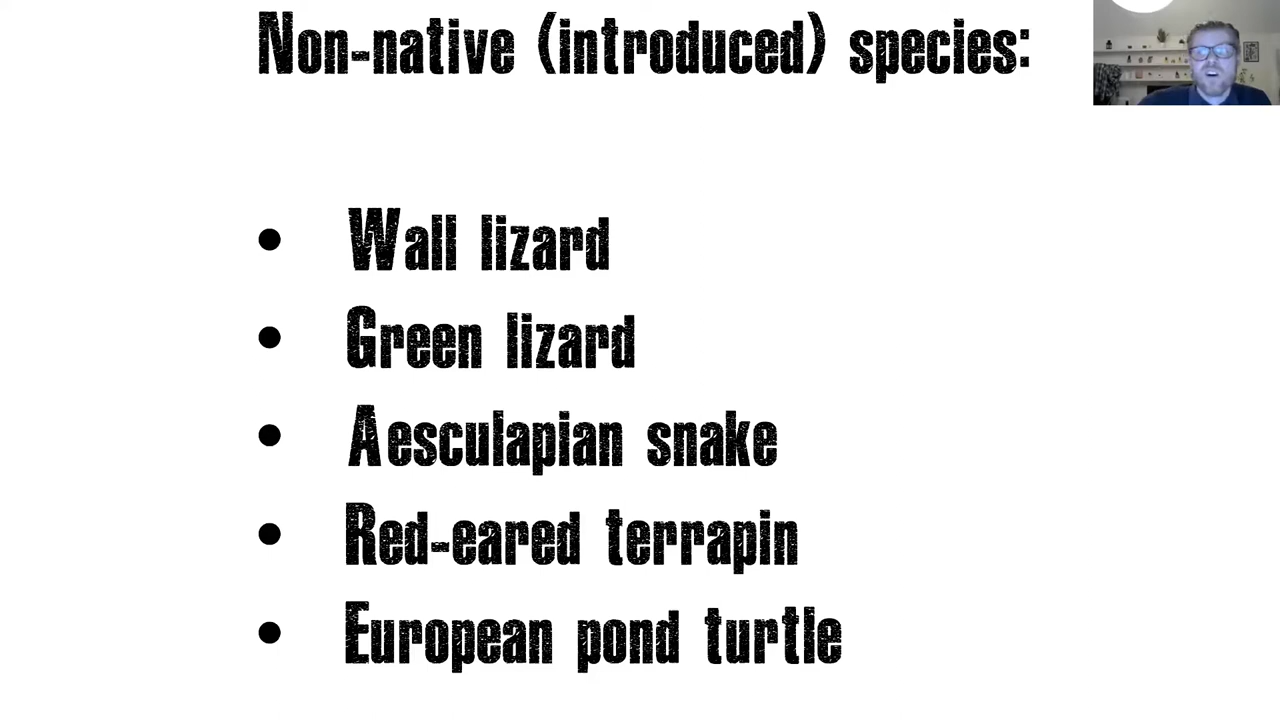 Non-native (introduced) species:
• Wall lizard
• Green lizard
• Aesculapian snake
• Red-eared terrapin
• European pond turtle